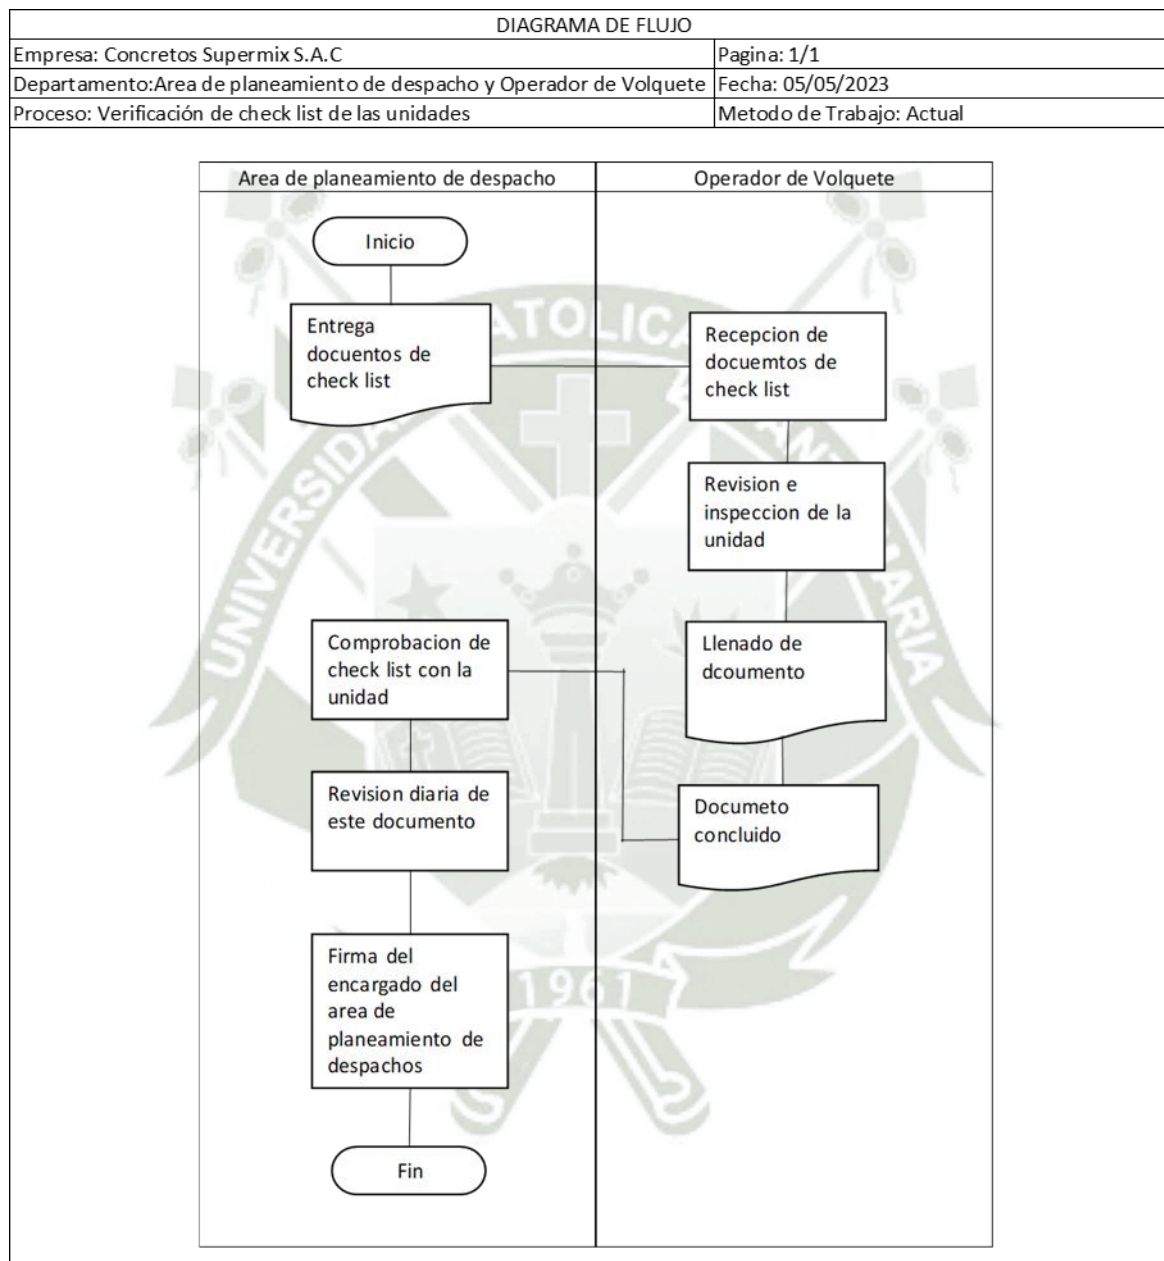 DIAGRAMA DE FLUJO
Empresa: Concretos Supermix S.A.C
Pagina: 1/1
Departamento:Area de planeamiento de despacho y Operador de Volquete
Fecha: 05/05/2023
Proceso: Verificación de check list de las unidades
Metodo de Trabajo: Actual
Area de planeamiento de despacho
Operador de Volquete
Inicio
Entrega
docuentos de
check list
Recepcion de
docuemtos de
check list
Revision e
inspeccion de la
unidad
Llenado de
dcoumento
Documeto
concluido
Comprobacion de
check list con la
unidad
Revision diaria de
este documento
Firma del
encargado del
area de
planeamiento de
despachos
Fin
1961